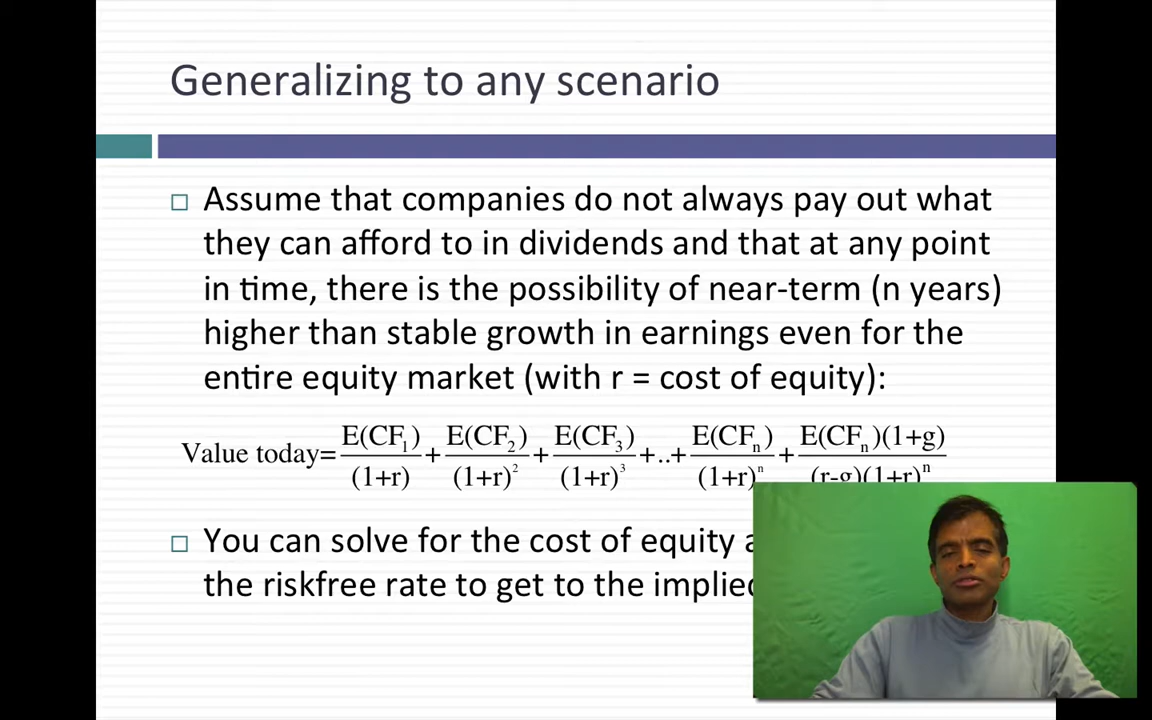 Generalizing to any scenario
Assume that companies do not always pay out what
they can afford to in dividends and that at any point
in time, there is the possibility of near-term (n years)
higher than stable growth in earnings even for the
entire equity market (with r = cost of equity):
Value today= E(CF₁)/(1+r) + E(CF₂)/(1+r)² + E(CF₃)/(1+r)³ +..+ E(CFₙ)/(1+r)ⁿ + E(CFₙ)(1+g)/(r-g)(1+r)ⁿ
You can solve for the cost of equity
the riskfree rate to get to the implied